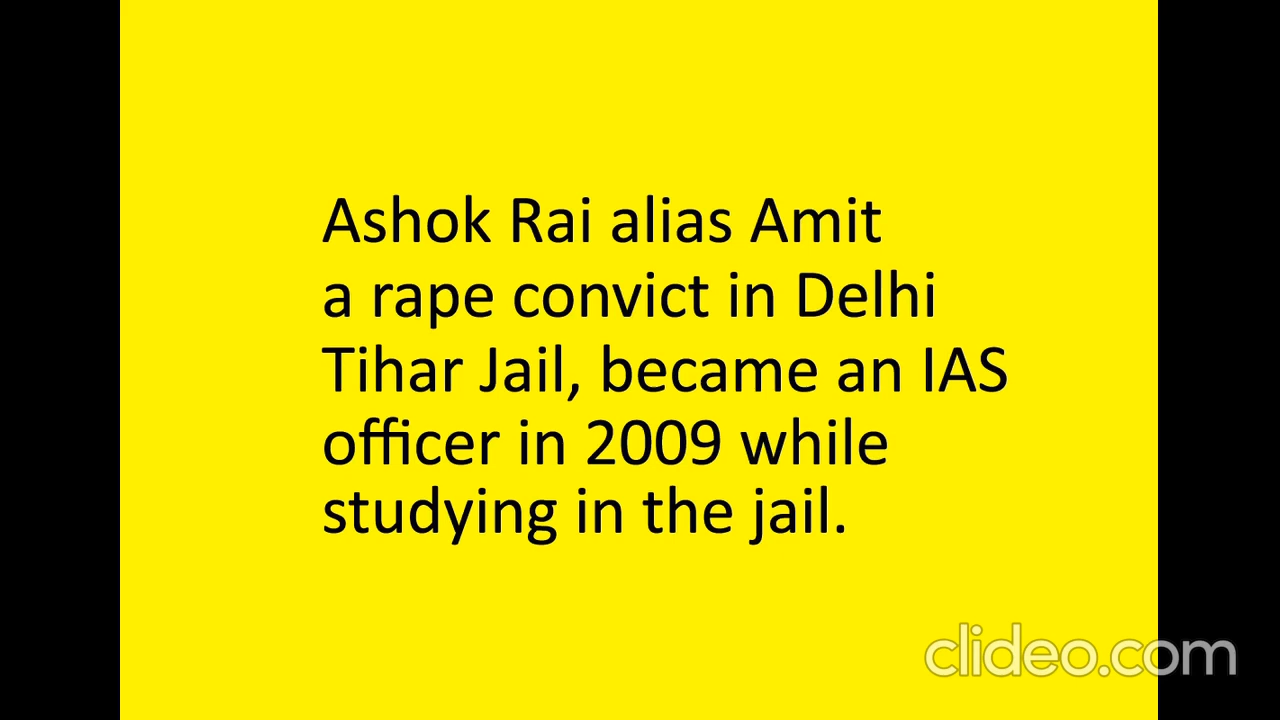 Ashok Rai alias Amit
a rape convict in Delhi
Tihar Jail, became an IAS
officer in 2009 while
studying in the jail.
clideo.com